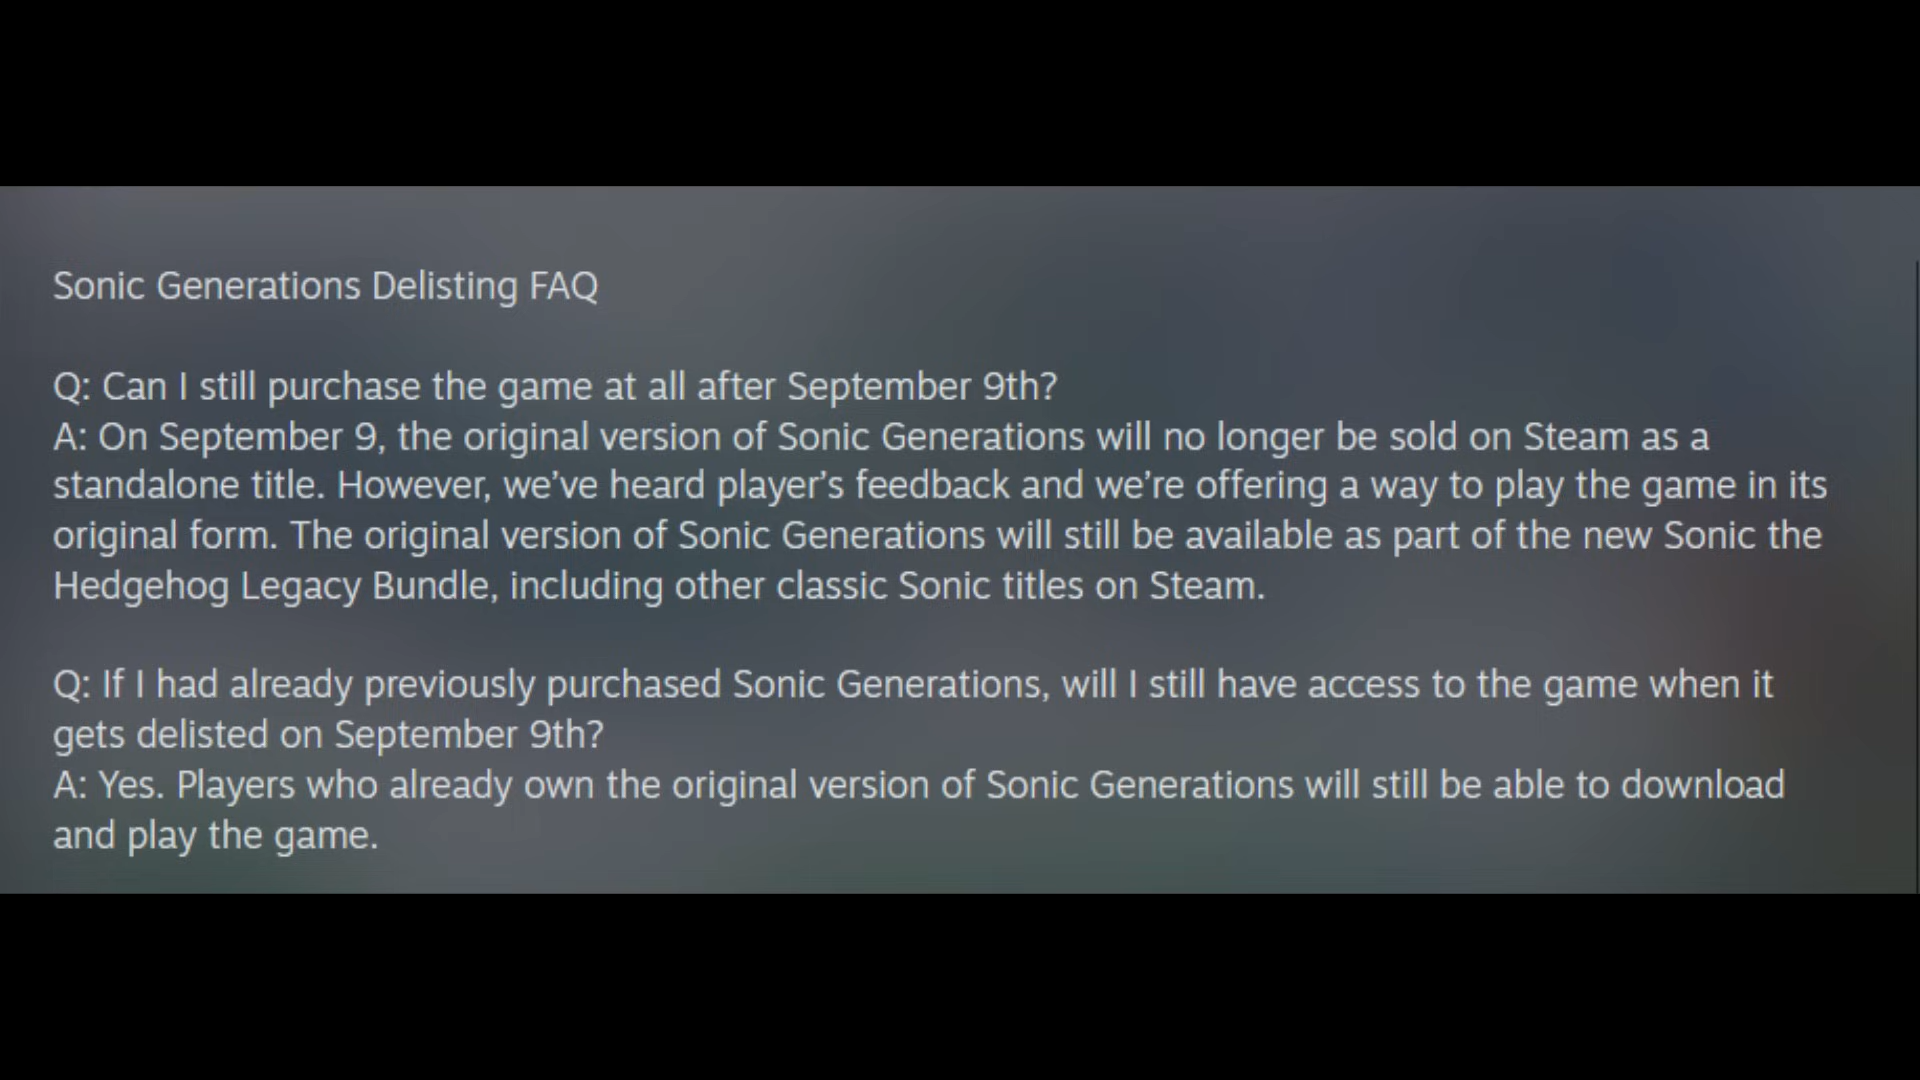 Sonic Generations Delisting FAQ
Q: Can I still purchase the game at all after September 9th?
A: On September 9, the original version of Sonic Generations will no longer be sold on Steam as a
standalone title. However, we’ve heard player’s feedback and we’re offering a way to play the game in its
original form. The original version of Sonic Generations will still be available as part of the new Sonic the
Hedgehog Legacy Bundle, including other classic Sonic titles on Steam.
Q: If I had already previously purchased Sonic Generations, will I still have access to the game when it
gets delisted on September 9th?
A: Yes. Players who already own the original version of Sonic Generations will still be able to download
and play the game.